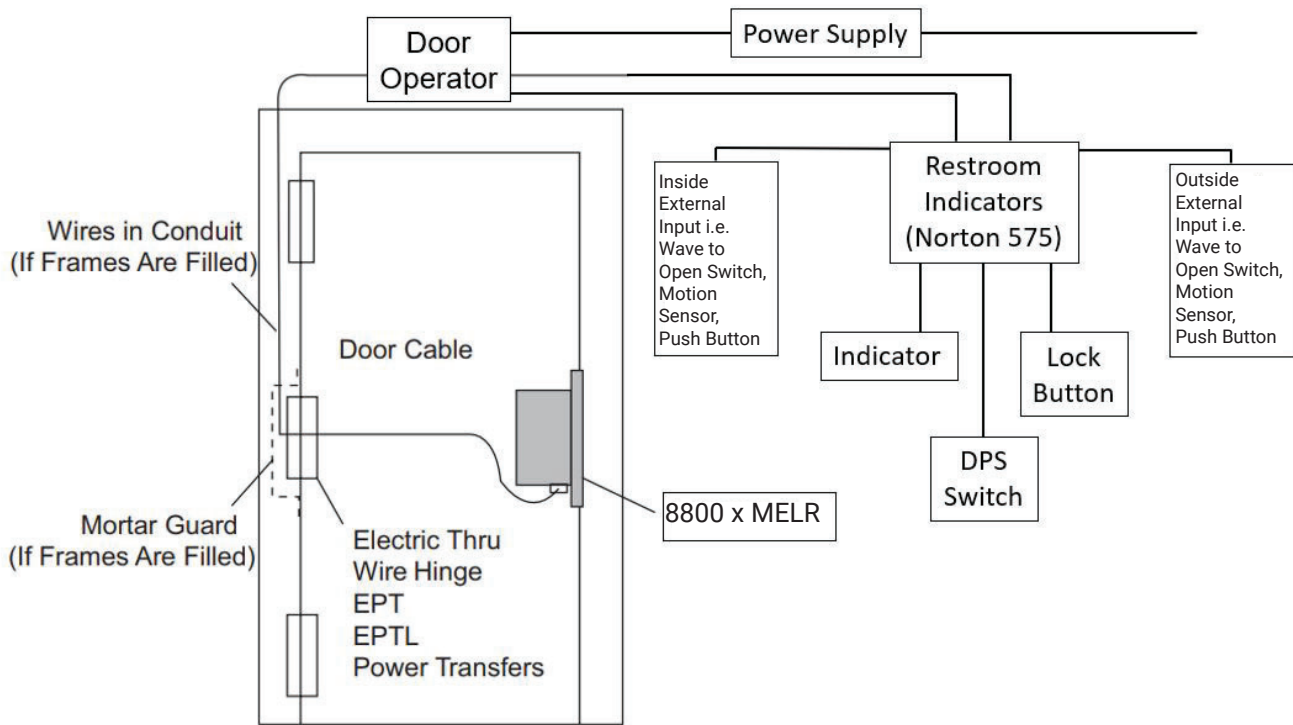 Door
Operator
Power Supply
Inside
External
Input i.e.
Wave to
Open Switch,
Motion
Sensor,
Push Button
Restroom
Indicators
(Norton 575)
Outside
External
Input i.e.
Wave to
Open Switch,
Motion
Sensor,
Push Button
Wires in Conduit
(If Frames Are Filled)
Door Cable
Indicator
Lock
Button
DPS
Switch
8800 x MELR
Mortar Guard
(If Frames Are Filled)
Electric Thru
Wire Hinge
EPT
EPTL
Power Transfers